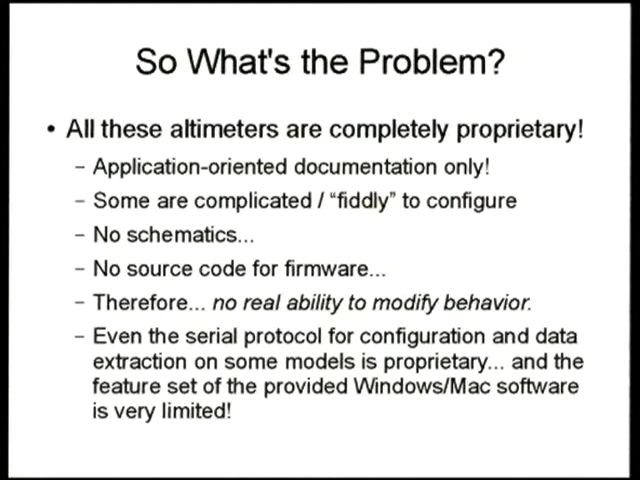 So What's the Problem?
• All these altimeters are completely proprietary!
– Application-oriented documentation only!
– Some are complicated / “fiddly” to configure
– No schematics...
– No source code for firmware...
– Therefore... no real ability to modify behavior.
– Even the serial protocol for configuration and data
extraction on some models is proprietary... and the
feature set of the provided Windows/Mac software
is very limited!